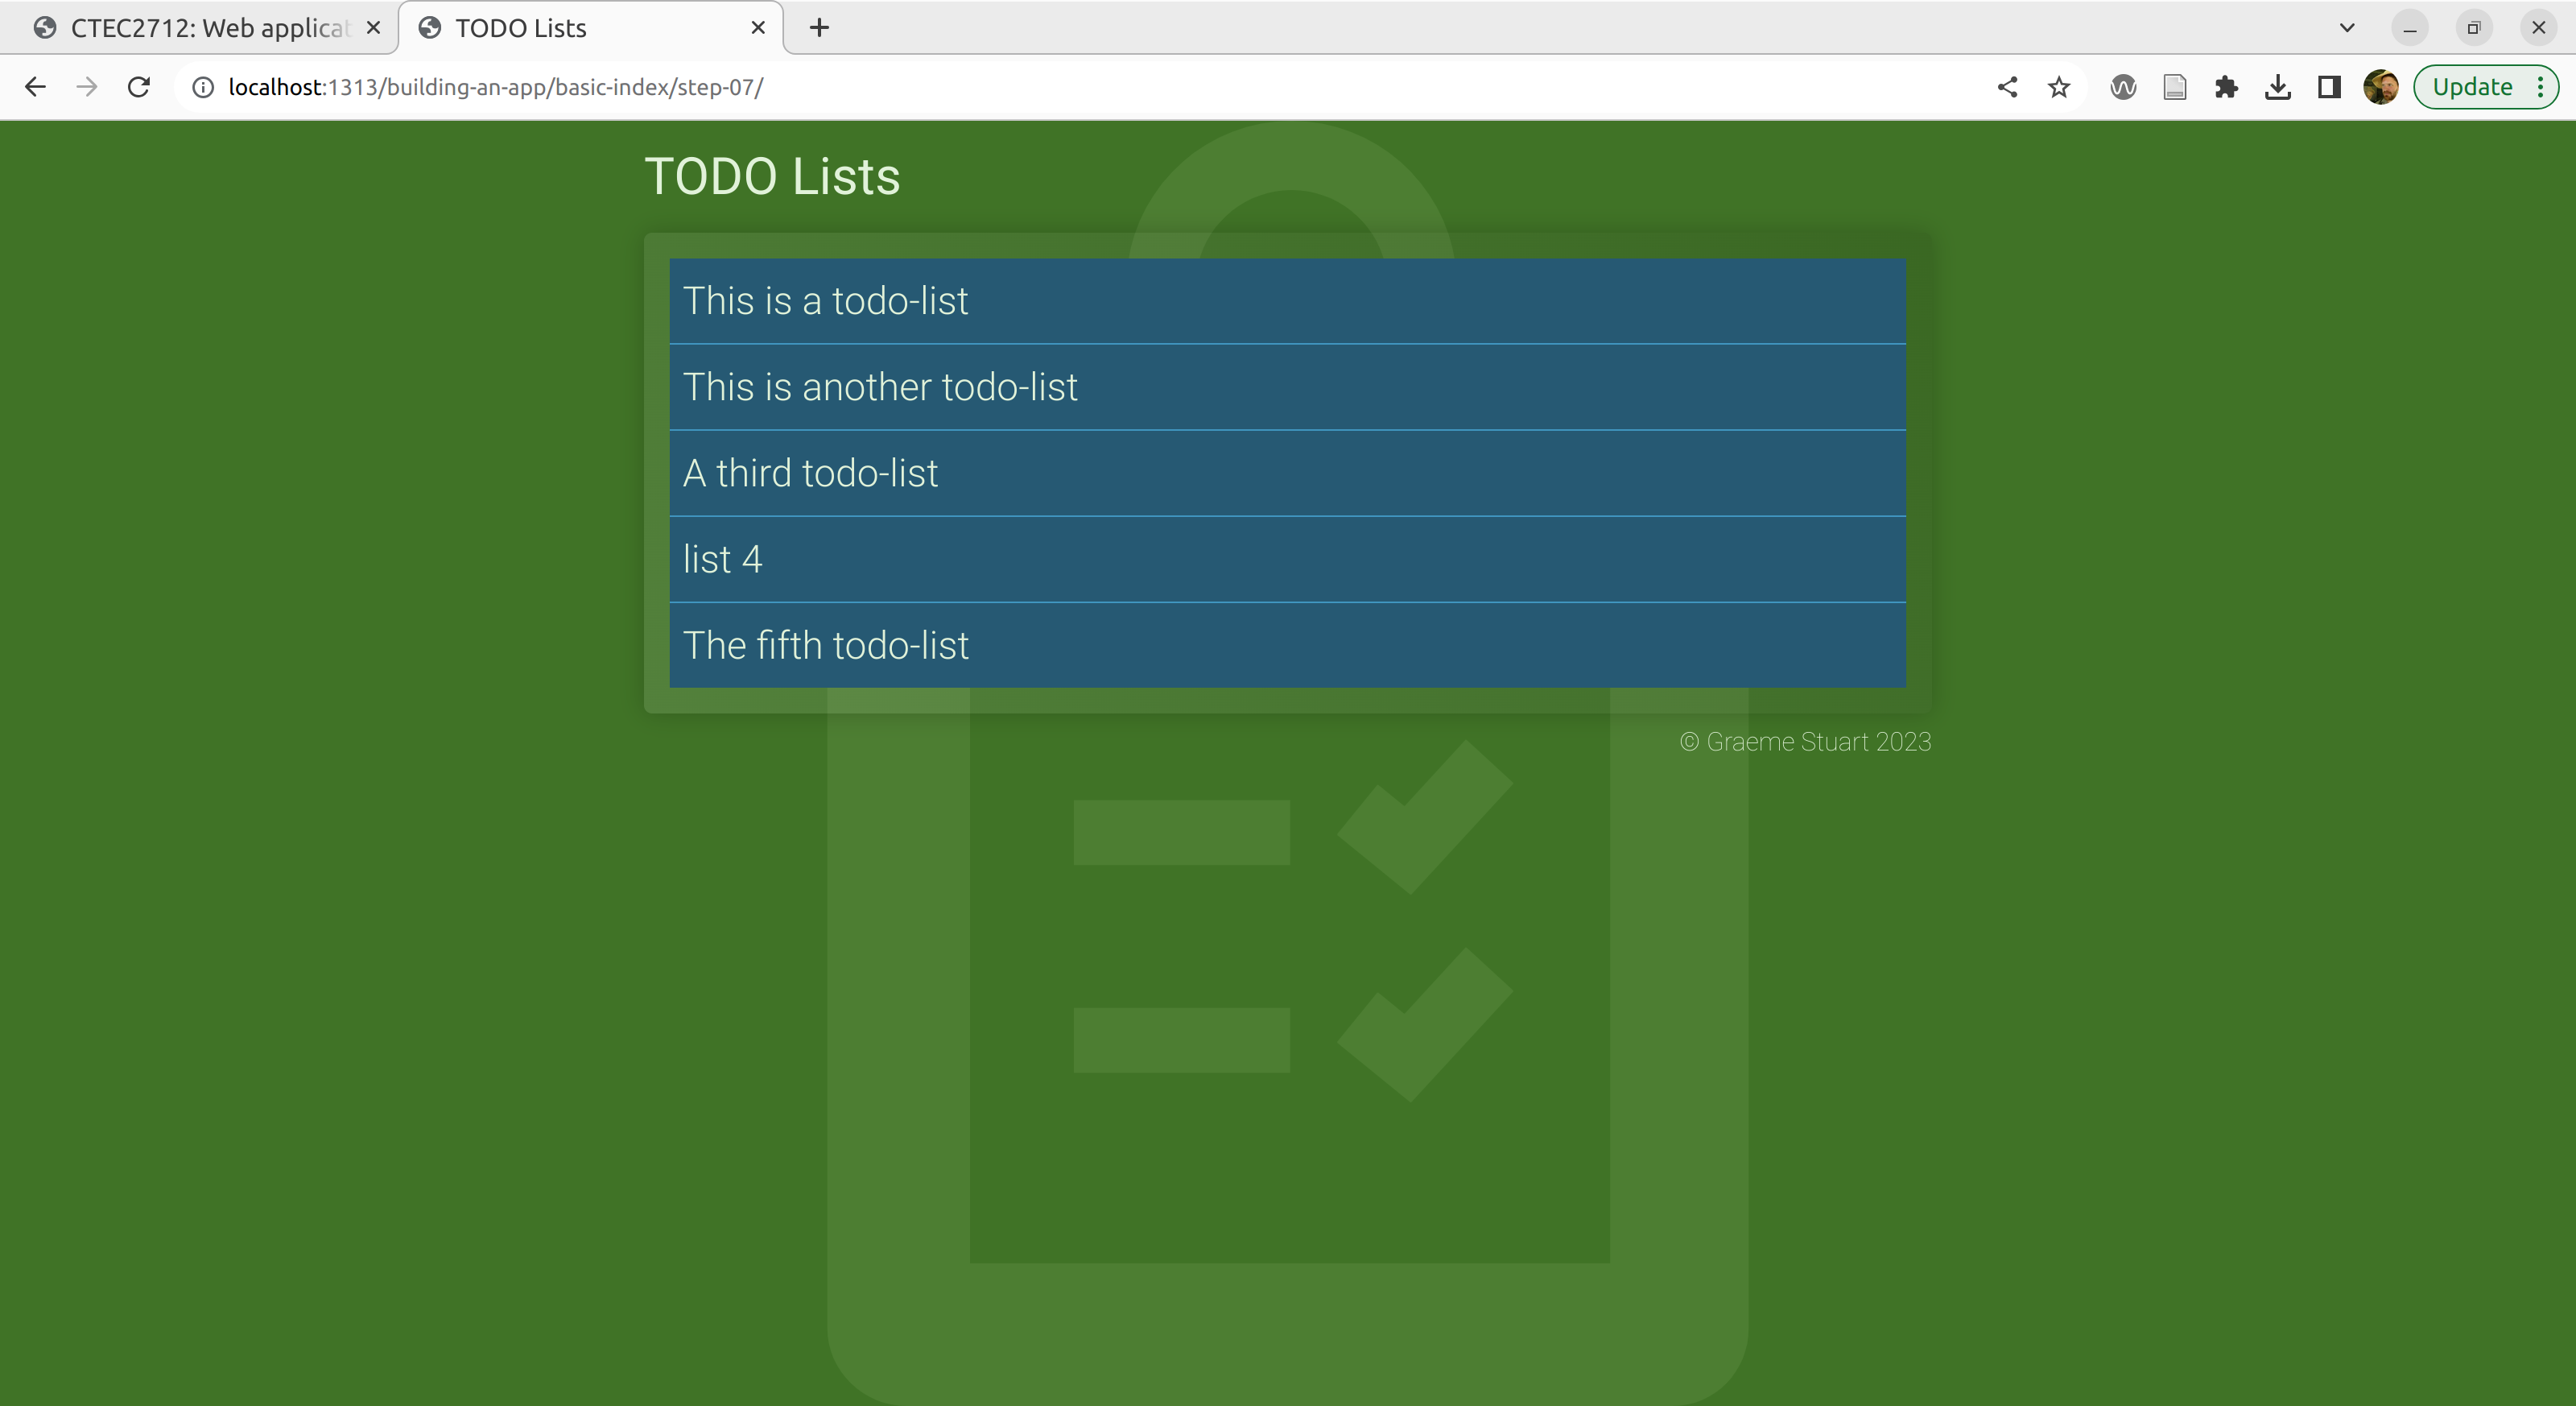 CTEC2712: Web applicat
TODO Lists
localhost:1313/building-an-app/basic-index/step-07/
Update
TODO Lists
This is a todo-list
This is another todo-list
A third todo-list
list 4
The fifth todo-list
© Graeme Stuart 2023